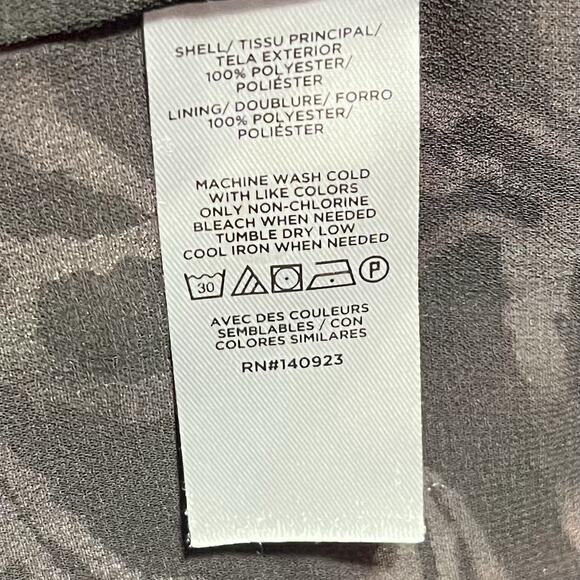 SHELL/ TISSU PRINCIPAL/
TELA EXTERIOR
100% POLYESTER/
POLIÉSTER
LINING/ DOUBLURE/ FORRO
100% POLYESTER/
POLIÉSTER
MACHINE WASH COLD
WITH LIKE COLORS
ONLY NON-CHLORINE
BLEACH WHEN NEEDED
TUMBLE DRY LOW
COOL IRON WHEN NEEDED
30 P
AVEC DES COULEURS
SEMBLABLES / CON
COLORES SIMILARES
RN#140923